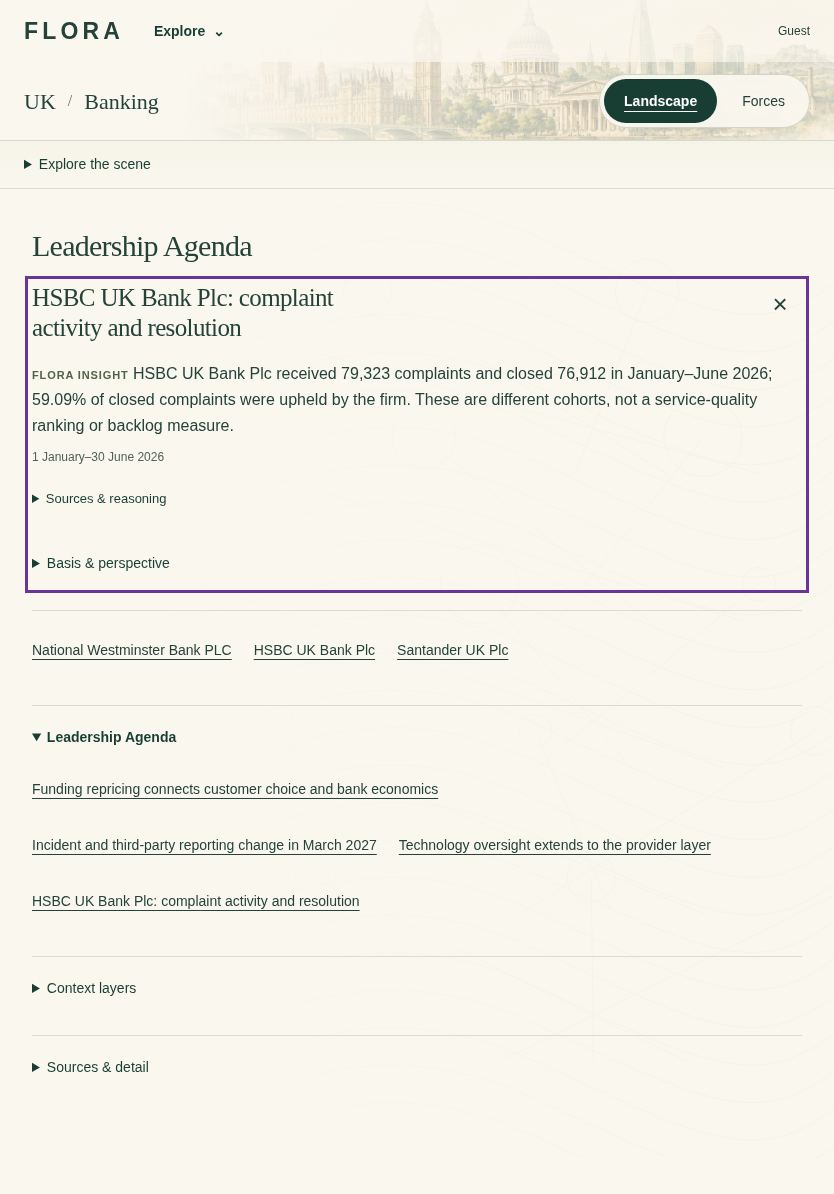 FLORA
Explore
Guest
UK / Banking
Landscape
Forces
Explore the scene
Leadership Agenda
HSBC UK Bank Plc: complaint
activity and resolution
FLORA INSIGHT HSBC UK Bank Plc received 79,323 complaints and closed 76,912 in January–June 2026;
59.09% of closed complaints were upheld by the firm. These are different cohorts, not a service-quality
ranking or backlog measure.
1 January–30 June 2026
Sources & reasoning
Basis & perspective
National Westminster Bank PLC HSBC UK Bank Plc Santander UK Plc
Leadership Agenda
Funding repricing connects customer choice and bank economics
Incident and third-party reporting change in March 2027 Technology oversight extends to the provider layer
HSBC UK Bank Plc: complaint activity and resolution
Context layers
Sources & detail